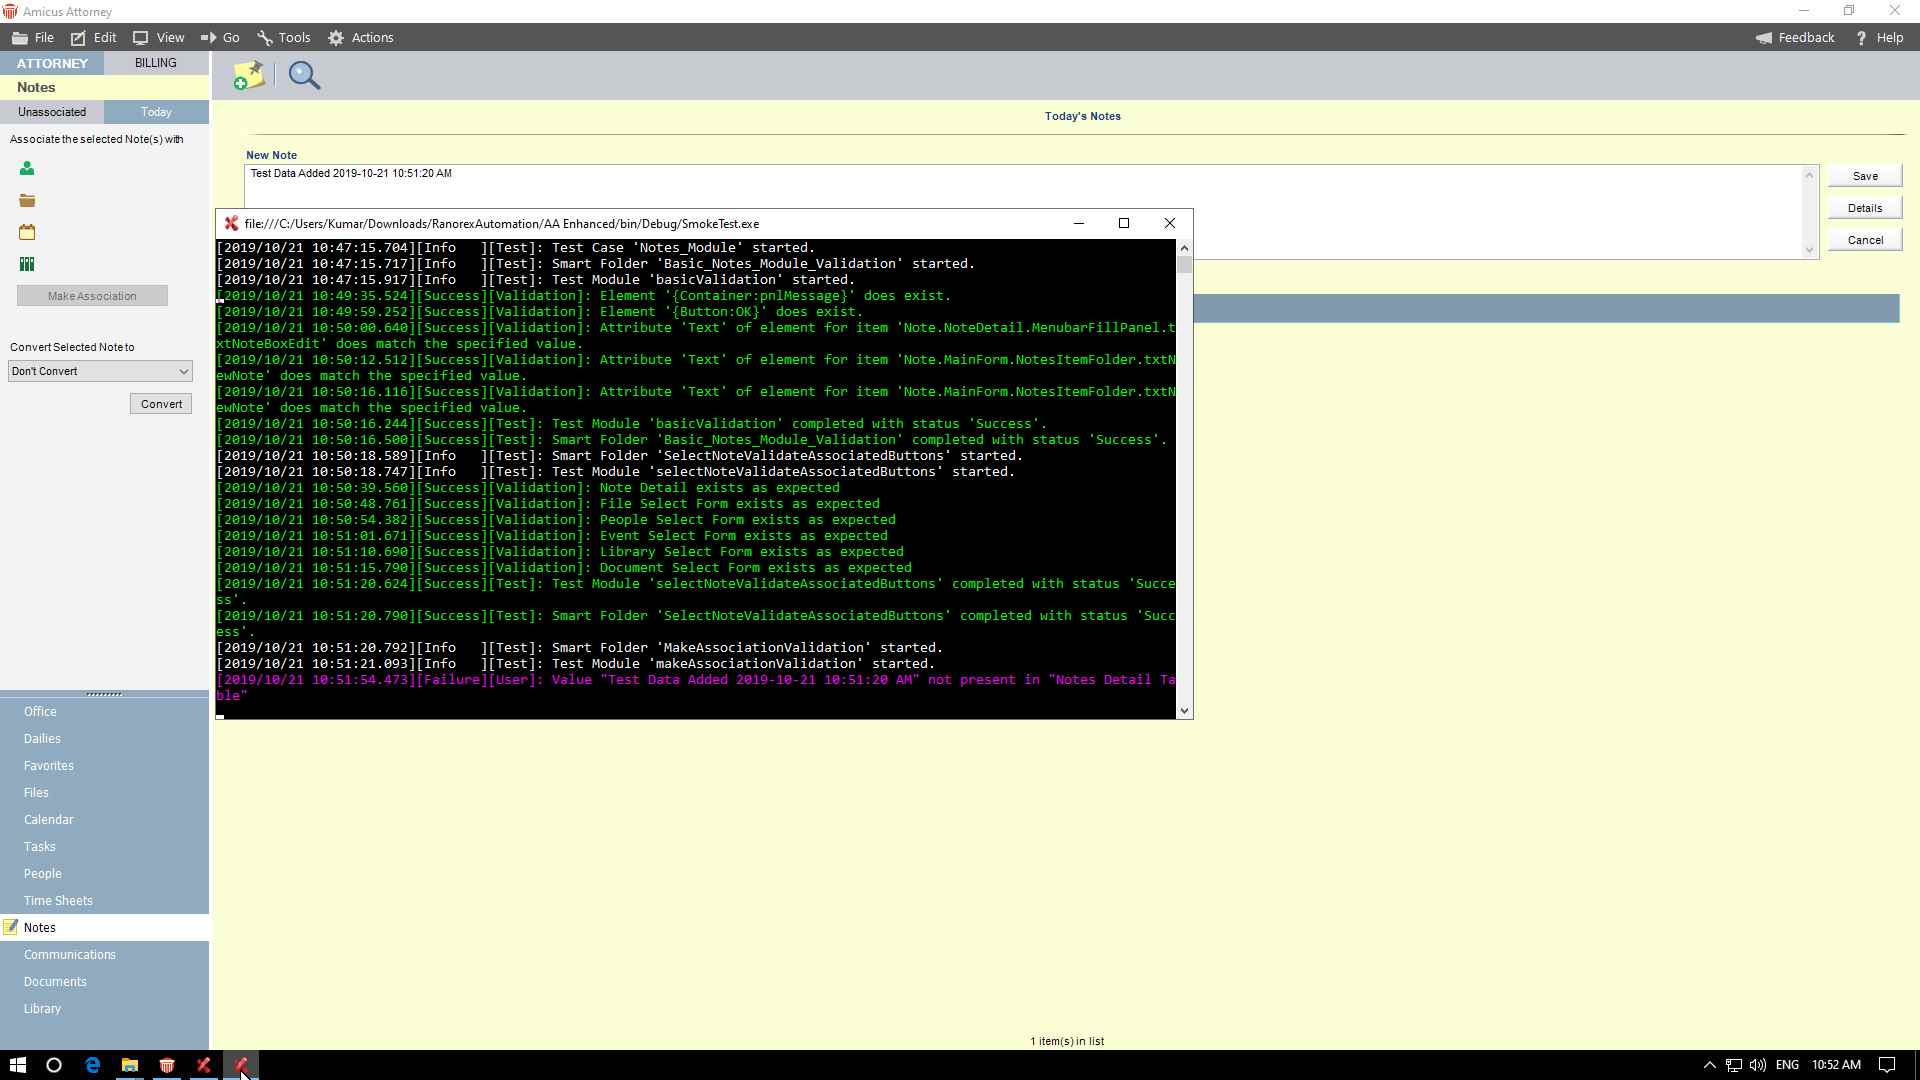 Amicus Attorney
File Edit View Go Tools Actions Feedback ? Help
ATTORNEY BILLING
Notes
Unassociated Today
Associate the selected Note(s) with
Make Association
Convert Selected Note to
Don't Convert
Convert
Today's Notes
New Note
Test Data Added 2019-10-21 10:51:20 AM
Save
Details
Cancel
file:///C:/Users/Kumar/Downloads/RanorexAutomation/AA Enhanced/bin/Debug/SmokeTest.exe
[2019/10/21 10:47:15.704][Info   ][Test]: Test Case 'Notes_Module' started.
[2019/10/21 10:47:15.717][Info   ][Test]: Smart Folder 'Basic_Notes_Module_Validation' started.
[2019/10/21 10:47:15.917][Info   ][Test]: Test Module 'basicValidation' started.
[2019/10/21 10:49:35.524][Success][Validation]: Element '{Container:pnlMessage}' does exist.
[2019/10/21 10:49:59.252][Success][Validation]: Element '{Button:OK}' does exist.
[2019/10/21 10:50:00.640][Success][Validation]: Attribute 'Text' of element for item 'Note.NoteDetail.MenubarFillPanel.t
xtNoteBoxEdit' does match the specified value.
[2019/10/21 10:50:12.512][Success][Validation]: Attribute 'Text' of element for item 'Note.MainForm.NotesItemFolder.txtN
ewNote' does match the specified value.
[2019/10/21 10:50:16.116][Success][Validation]: Attribute 'Text' of element for item 'Note.MainForm.NotesItemFolder.txtN
ewNote' does match the specified value.
[2019/10/21 10:50:16.244][Success][Test]: Test Module 'basicValidation' completed with status 'Success'.
[2019/10/21 10:50:16.500][Success][Test]: Smart Folder 'Basic_Notes_Module_Validation' completed with status 'Success'.
[2019/10/21 10:50:18.589][Info   ][Test]: Smart Folder 'SelectNoteValidateAssociatedButtons' started.
[2019/10/21 10:50:18.747][Info   ][Test]: Test Module 'selectNoteValidateAssociatedButtons' started.
[2019/10/21 10:50:39.560][Success][Validation]: Note Detail exists as expected
[2019/10/21 10:50:48.761][Success][Validation]: File Select Form exists as expected
[2019/10/21 10:50:54.382][Success][Validation]: People Select Form exists as expected
[2019/10/21 10:51:01.671][Success][Validation]: Event Select Form exists as expected
[2019/10/21 10:51:10.690][Success][Validation]: Library Select Form exists as expected
[2019/10/21 10:51:15.790][Success][Validation]: Document Select Form exists as expected
[2019/10/21 10:51:20.624][Success][Test]: Test Module 'selectNoteValidateAssociatedButtons' completed with status 'Succe
ss'.
[2019/10/21 10:51:20.790][Success][Test]: Smart Folder 'SelectNoteValidateAssociatedButtons' completed with status 'Succ
ess'.
[2019/10/21 10:51:20.792][Info   ][Test]: Smart Folder 'MakeAssociationValidation' started.
[2019/10/21 10:51:21.093][Info   ][Test]: Test Module 'makeAssociationValidation' started.
[2019/10/21 10:51:54.473][Failure][User]: Value "Test Data Added 2019-10-21 10:51:20 AM" not present in "Notes Detail Ta
ble"
Office
Dailies
Favorites
Files
Calendar
Tasks
People
Time Sheets
Notes
Communications
Documents
Library
1 item(s) in list
ENG 10:52 AM